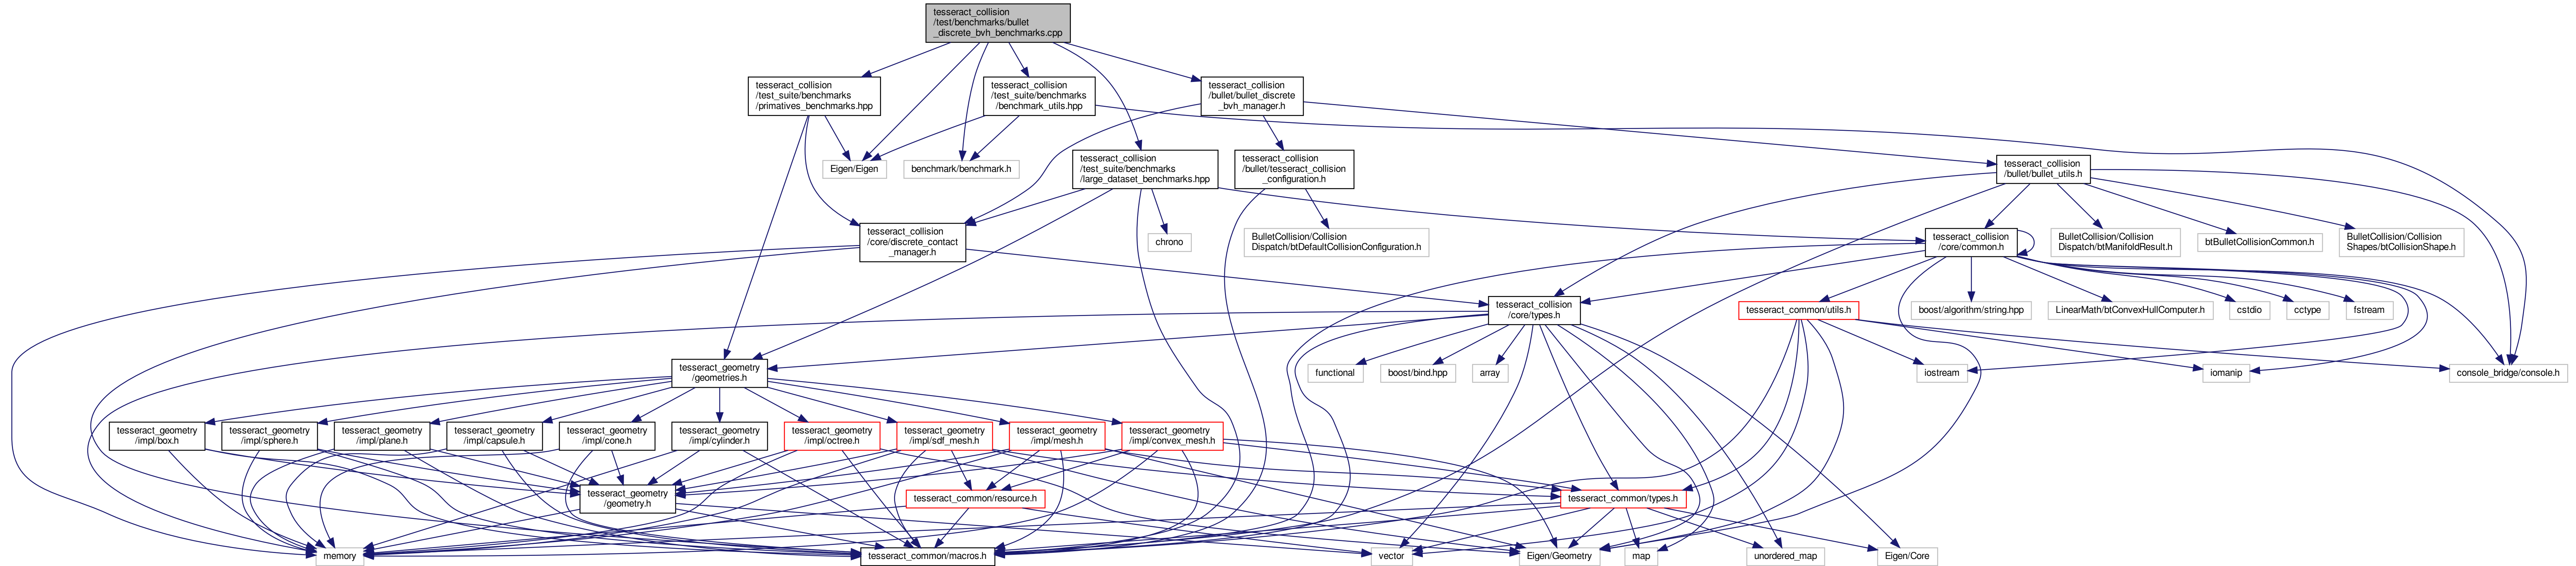 tesseract_collision
/test/benchmarks/bullet
_discrete_bvh_benchmarks.cpp
tesseract_collision
/test_suite/benchmarks
/primatives_benchmarks.hpp
tesseract_collision
/test_suite/benchmarks
/benchmark_utils.hpp
tesseract_collision
/bullet/bullet_discrete
_bvh_manager.h
Eigen/Eigen
benchmark/benchmark.h
tesseract_collision
/test_suite/benchmarks
/large_dataset_benchmarks.hpp
tesseract_collision
/bullet/tesseract_collision
_configuration.h
tesseract_collision
/bullet/bullet_utils.h
tesseract_collision
/core/discrete_contact
_manager.h
chrono
BulletCollision/Collision
Dispatch/btDefaultCollisionConfiguration.h
tesseract_collision
/core/common.h
BulletCollision/Collision
Dispatch/btManifoldResult.h
btBulletCollisionCommon.h
BulletCollision/Collision
Shapes/btCollisionShape.h
tesseract_collision
/core/types.h
tesseract_common/utils.h
boost/algorithm/string.hpp
LinearMath/btConvexHullComputer.h
cstdio
cctype
fstream
tesseract_geometry
/geometries.h
functional
boost/bind.hpp
array
iostream
iomanip
console_bridge/console.h
tesseract_geometry
/impl/box.h
tesseract_geometry
/impl/sphere.h
tesseract_geometry
/impl/plane.h
tesseract_geometry
/impl/capsule.h
tesseract_geometry
/impl/cone.h
tesseract_geometry
/impl/cylinder.h
tesseract_geometry
/impl/octree.h
tesseract_geometry
/impl/sdf_mesh.h
tesseract_geometry
/impl/mesh.h
tesseract_geometry
/impl/convex_mesh.h
tesseract_geometry
/geometry.h
tesseract_common/resource.h
tesseract_common/types.h
memory
tesseract_common/macros.h
vector
Eigen/Geometry
map
unordered_map
Eigen/Core